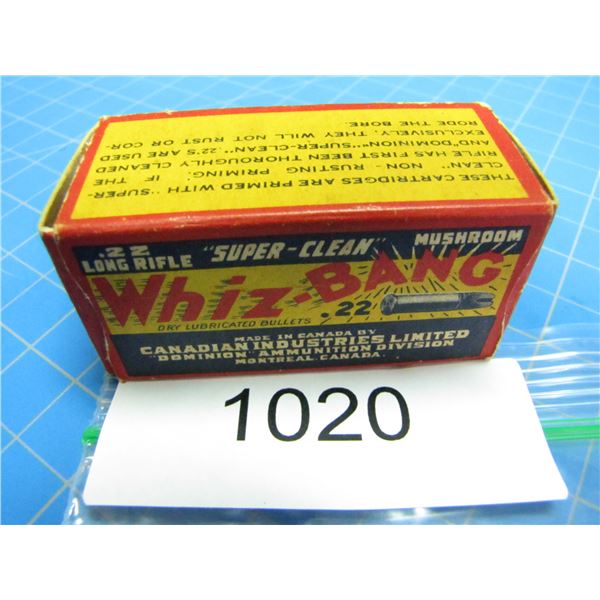 THESE CARTRIDGES ARE PRIMED WITH "SUPER-
CLEAN" NON-RUSTING PRIMING: IF THE
RIFLE HAS FIRST BEEN THOROUGHLY CLEANED
AND "DOMINION" "SUPER-CLEAN" .22'S ARE USED
EXCLUSIVELY, THEY WILL NOT RUST OR COR-
RODE THE BORE.
.22 "SUPER-CLEAN" MUSHROOM
LONG RIFLE
Whiz-BANG
DRY LUBRICATED BULLETS .22
MADE IN CANADA BY
CANADIAN INDUSTRIES LIMITED
"DOMINION" AMMUNITION DIVISION
MONTREAL, CANADA.
1020